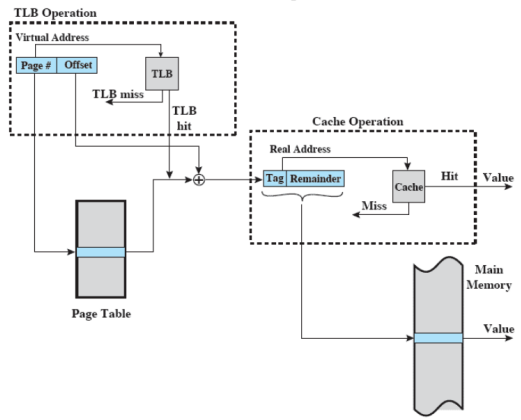 TLB Operation
Virtual Address
Page # Offset
TLB
TLB miss
TLB
hit
Cache Operation
Real Address
Tag Remainder
Cache
Hit
Value
Miss
Page Table
Main
Memory
Value